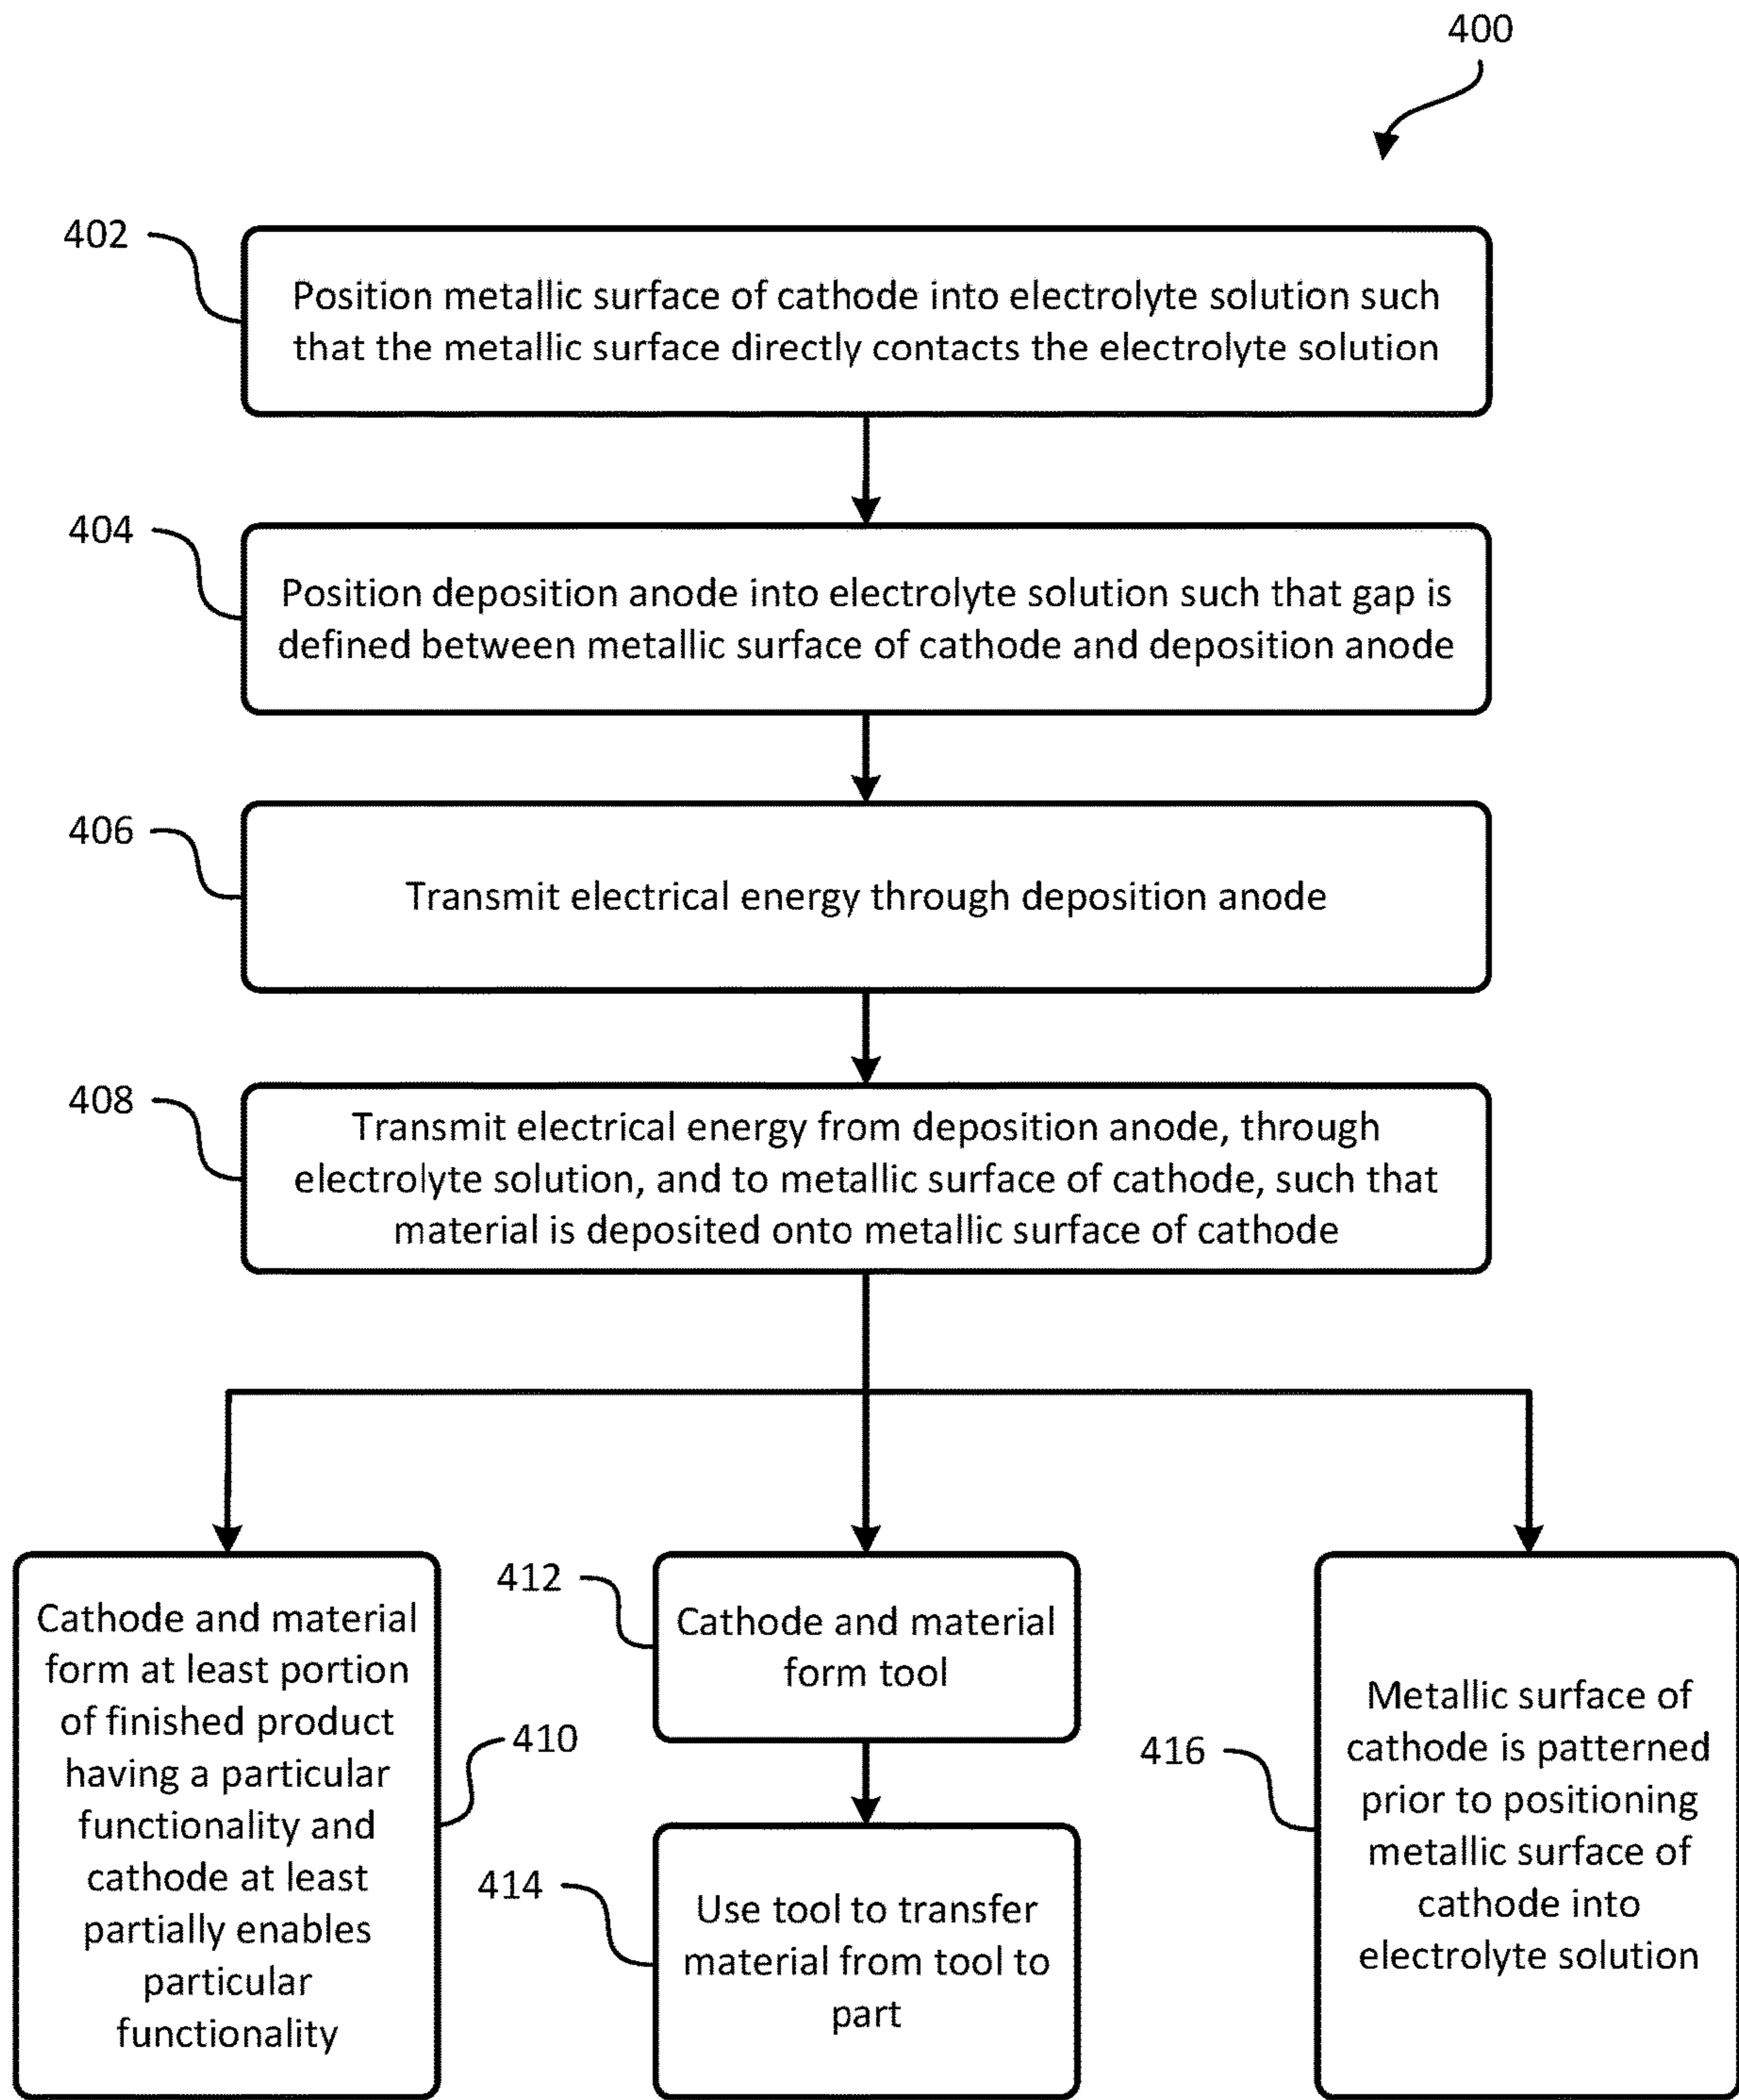 400
402
Position metallic surface of cathode into electrolyte solution such
that the metallic surface directly contacts the electrolyte solution
404
Position deposition anode into electrolyte solution such that gap is
defined between metallic surface of cathode and deposition anode
406
Transmit electrical energy through deposition anode
408
Transmit electrical energy from deposition anode, through
electrolyte solution, and to metallic surface of cathode, such that
material is deposited onto metallic surface of cathode
Cathode and material
form at least portion
of finished product
having a particular
functionality and
cathode at least
partially enables
particular
functionality
410
412
Cathode and material
form tool
414
Use tool to transfer
material from tool to
part
416
Metallic surface of
cathode is patterned
prior to positioning
metallic surface of
cathode into
electrolyte solution